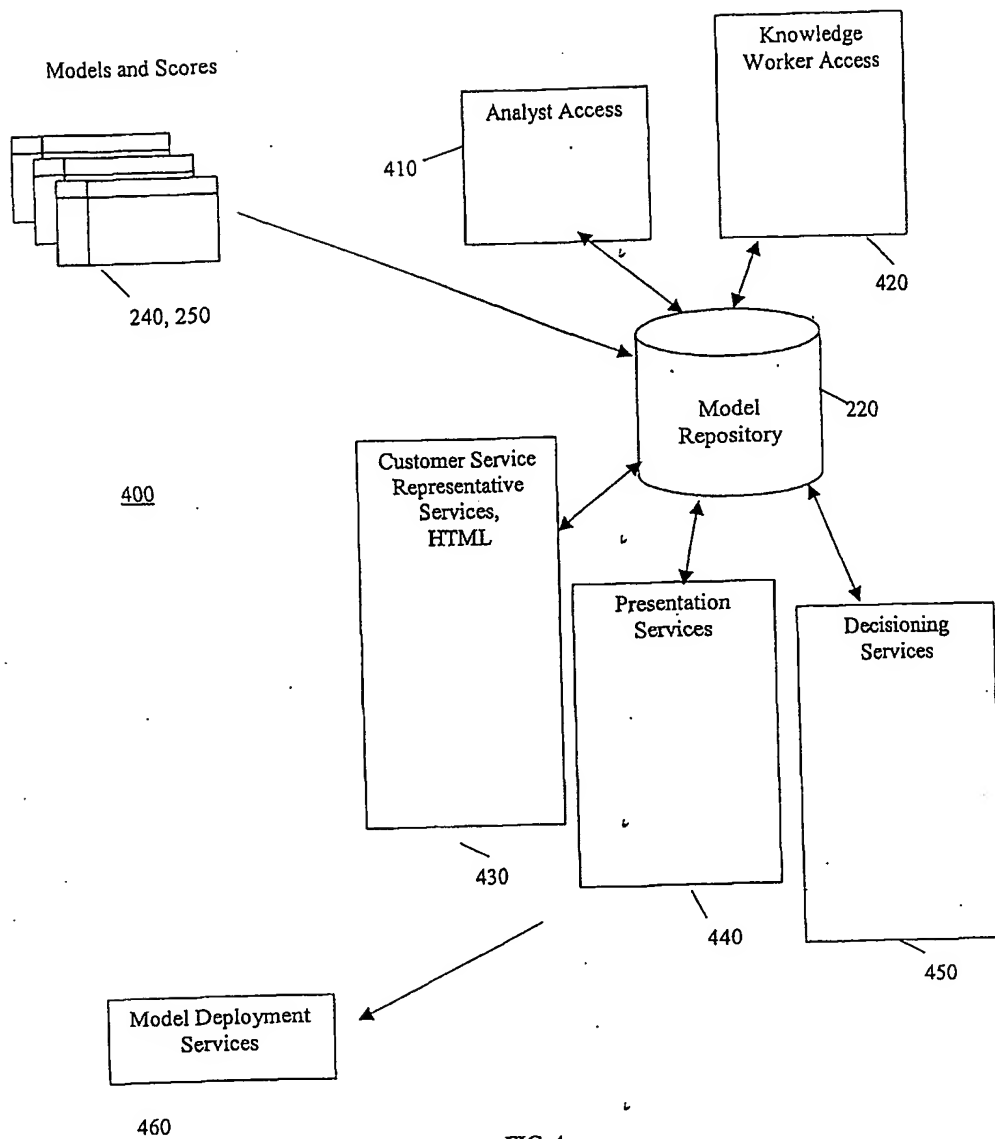 Models and Scores
240, 250
Analyst Access
410
Knowledge
Worker Access
420
Model
Repository
220
400
Customer Service
Representative
Services,
HTML
430
Presentation
Services
440
Decisioning
Services
450
Model Deployment
Services
460